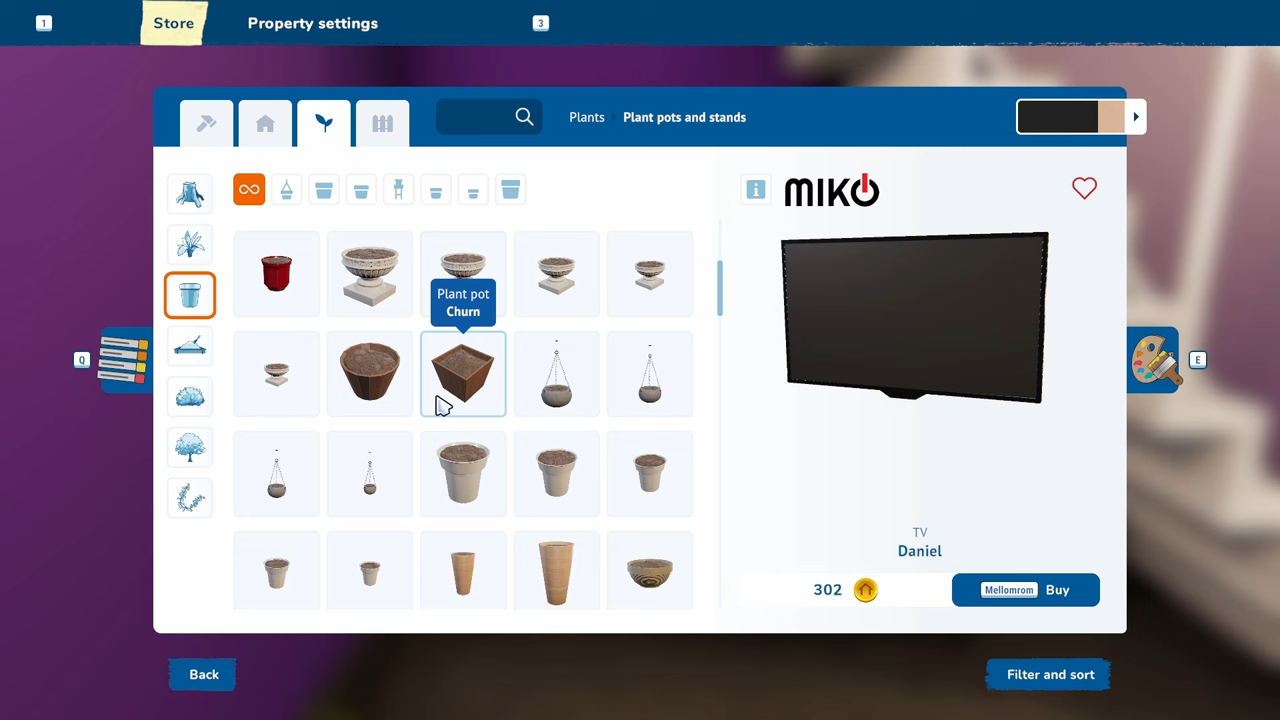 1
Store
Property settings
3
Plants
Plant pots and stands
MIKO
Plant pot
Churn
Q
E
TV
Daniel
302
Mellomrom
Buy
Back
Filter and sort